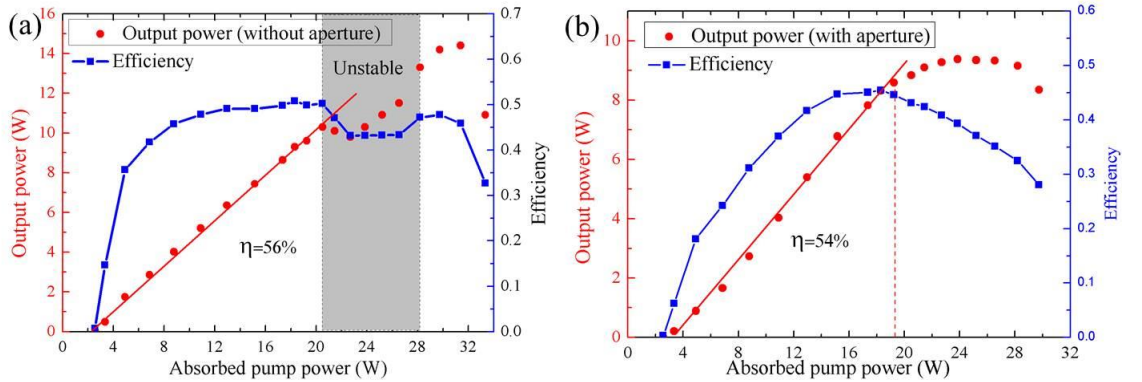 (a)
Output power (without aperture)
Efficiency
Unstable
η=56%
Output power (W)
16
14
12
10
8
6
4
2
0
0 4 8 12 16 20 24 28 32
Absorbed pump power (W)
0.7
0.6
0.5
0.4
0.3
0.2
0.1
0.0
Efficiency
(b)
Output power (with aperture)
Efficiency
η=54%
Output power (W)
10
8
6
4
2
0
0 4 8 12 16 20 24 28 32
Absorbed pump power (W)
0.6
0.5
0.4
0.3
0.2
0.1
0.0
Efficiency